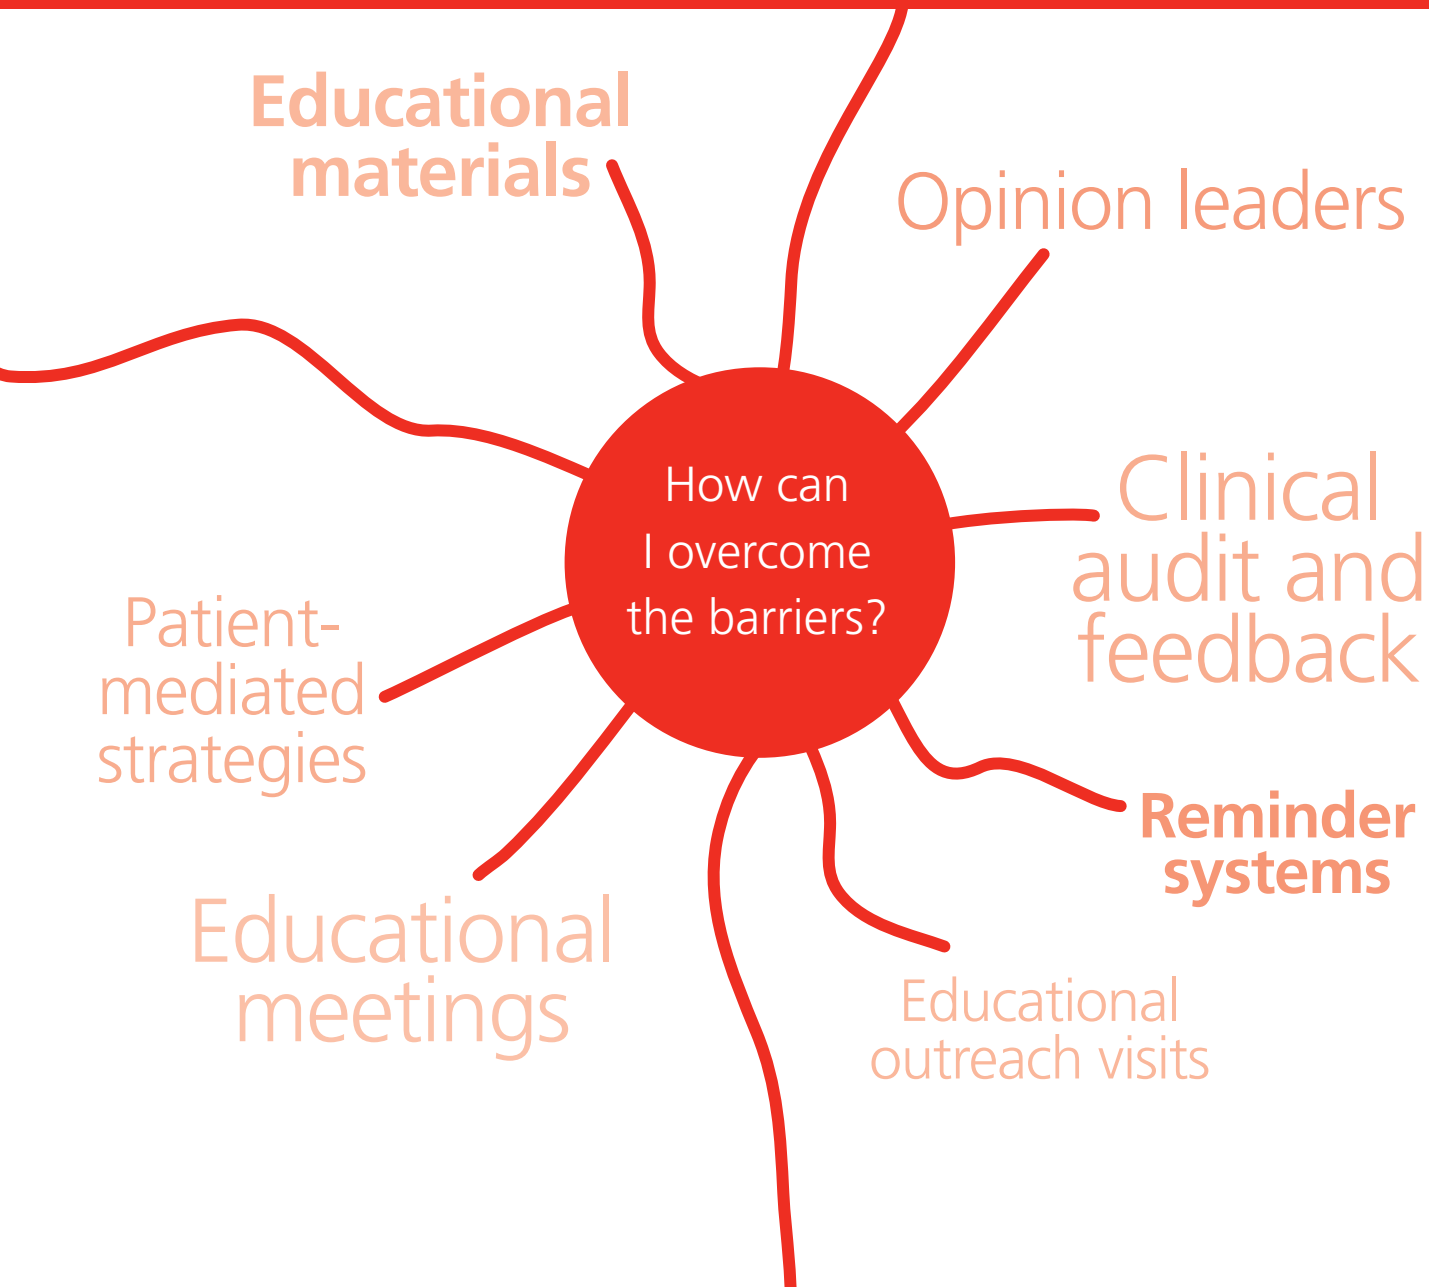 Educational
materials
Opinion leaders
How can
I overcome
the barriers?
Clinical
audit and
feedback
Patient-
mediated
strategies
Reminder
systems
Educational
meetings
Educational
outreach visits